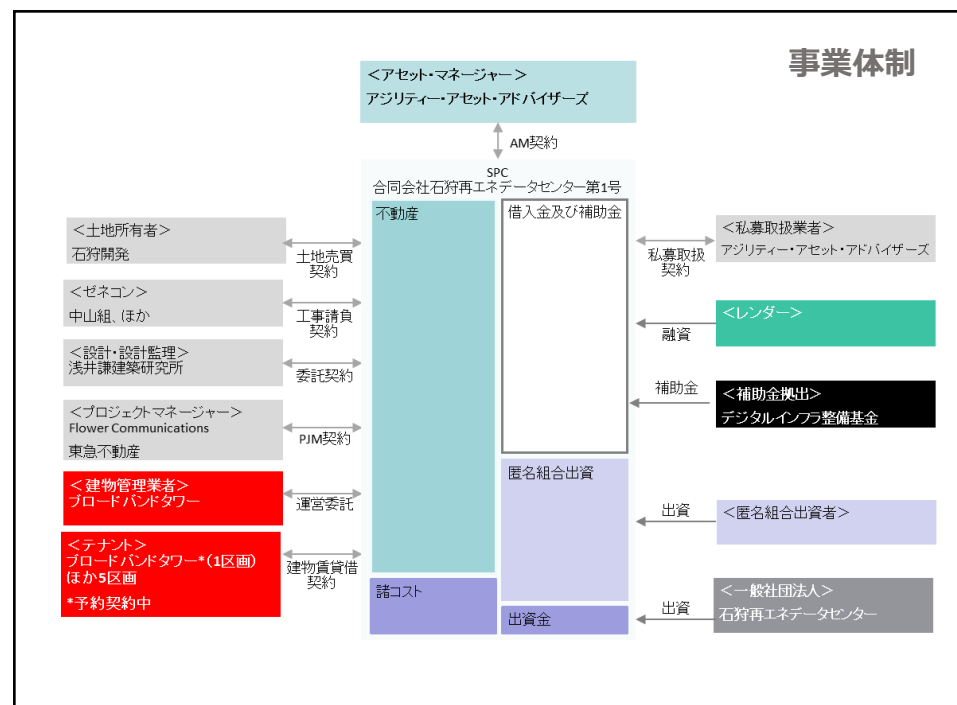 事業体制
＜アセット・マネージャー＞
アジリティー・アセット・アドバイザーズ
AM契約
SPC
合同会社石狩再エネデータセンター第1号
不動産
諸コスト
借入金及び補助金
匿名組合出資
出資金
＜土地所有者＞
石狩開発
土地売買
契約
＜ゼネコン＞
中山組、ほか
工事請負
契約
＜設計・設計監理＞
浅井謙建築研究所
委託契約
＜プロジェクトマネージャー＞
Flower Communications
東急不動産
PJM契約
＜建物管理業者＞
ブロードバンドタワー
運営委託
＜テナント＞
ブロードバンドタワー*（1区画）
ほか5区画
*予約契約中
建物賃貸借
契約
＜私募取扱業者＞
アジリティー・アセット・アドバイザーズ
私募取扱
契約
＜レンダー＞
融資
＜補助金拠出＞
デジタルインフラ整備基金
補助金
＜匿名組合出資者＞
出資
＜一般社団法人＞
石狩再エネデータセンター
出資